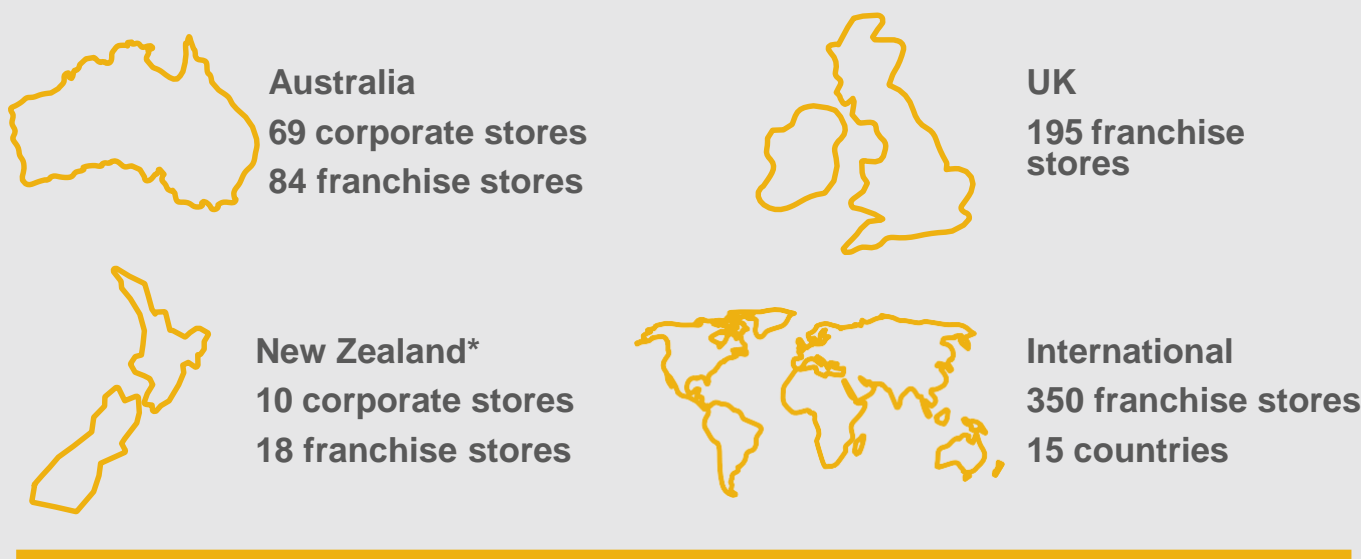 Australia
69 corporate stores
84 franchise stores
UK
195 franchise
stores
New Zealand*
10 corporate stores
18 franchise stores
International
350 franchise stores
15 countries